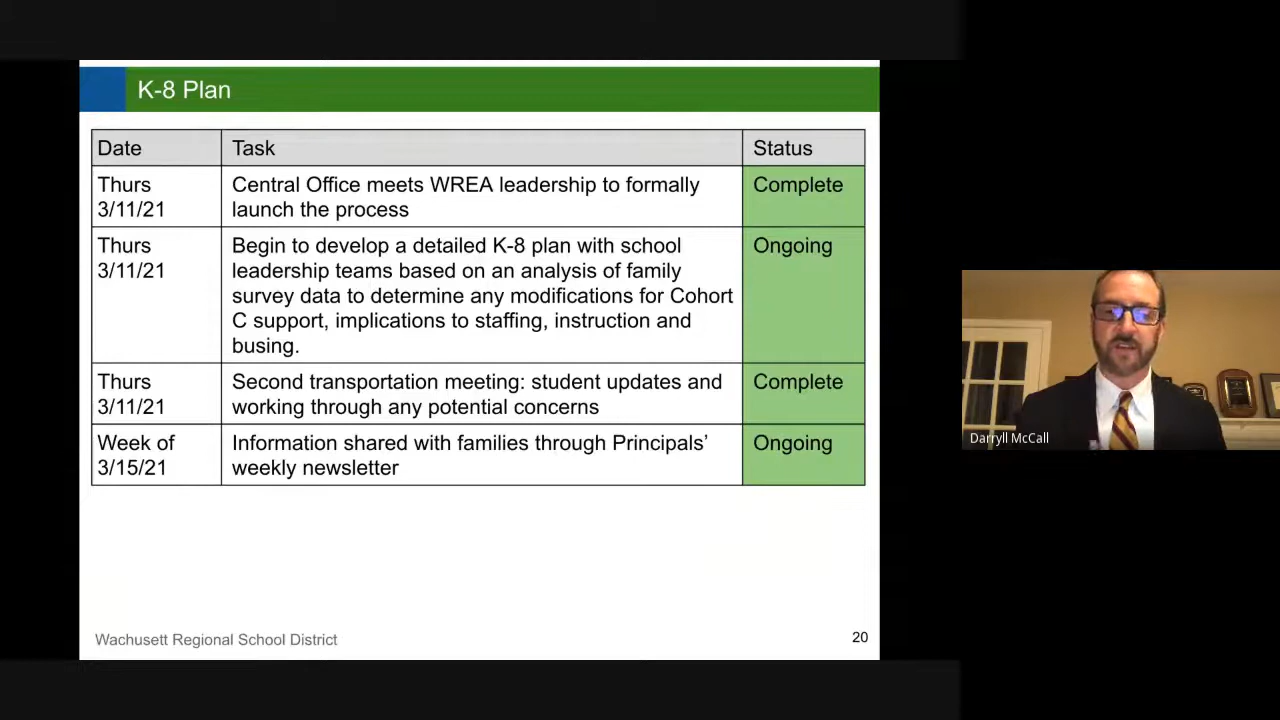 K-8 Plan
Date
Task
Status
Thurs
3/11/21
Central Office meets WREA leadership to formally
launch the process
Complete
Thurs
3/11/21
Begin to develop a detailed K-8 plan with school
leadership teams based on an analysis of family
survey data to determine any modifications for Cohort
C support, implications to staffing, instruction and
busing.
Ongoing
Thurs
3/11/21
Second transportation meeting: student updates and
working through any potential concerns
Complete
Week of
3/15/21
Information shared with families through Principals’
weekly newsletter
Ongoing
Wachusett Regional School District
20
Darryll McCall